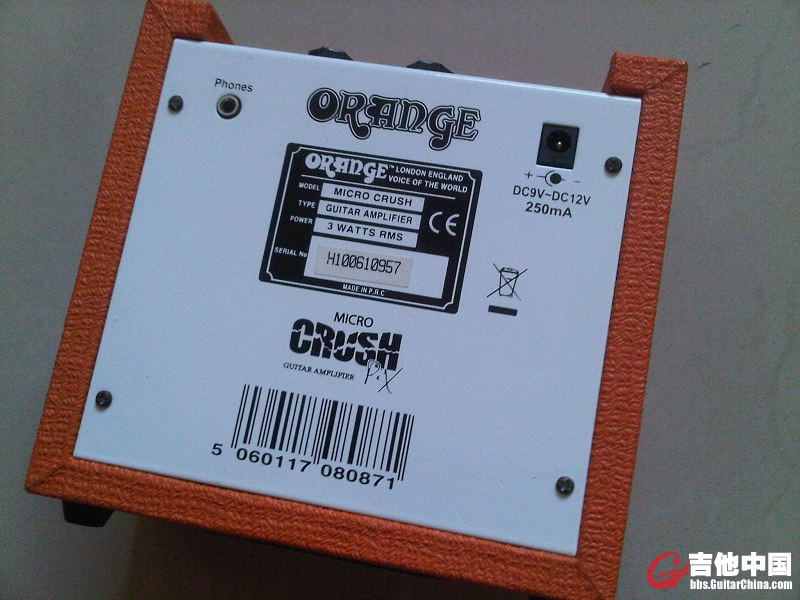 Phones
ORANGE
ORANGE™ LONDON ENGLAND
VOICE OF THE WORLD
MODEL MICRO CRUSH
TYPE GUITAR AMPLIFIER
POWER 3 WATTS RMS
SERIAL No H100610957
MADE IN P.R.C
CE
+ -
DC9V~DC12V
250mA
MICRO
CRUSH
GUITAR AMPLIFIER PiX
5 060117 080871
吉他中国
bbs.GuitarChina.com